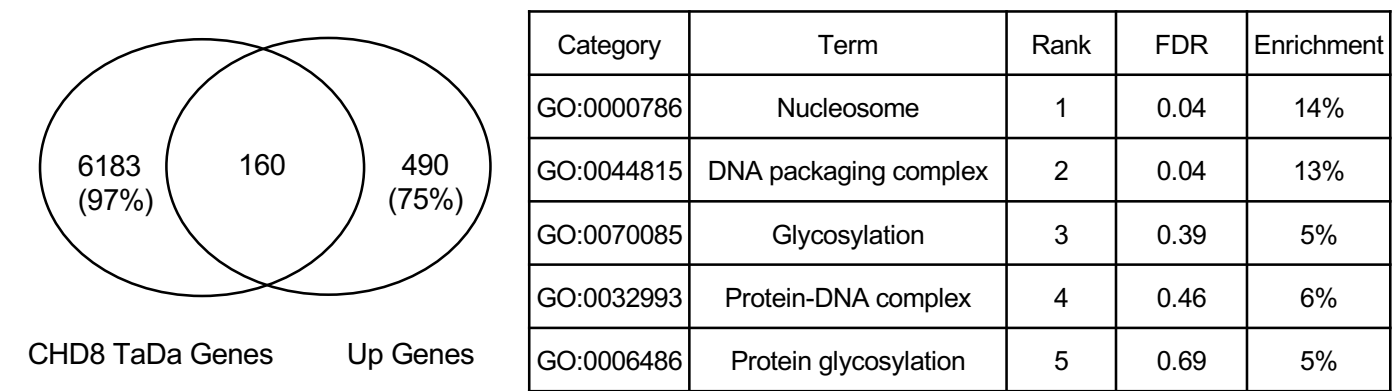 6183
(97%)
160
490
(75%)
CHD8 TaDa Genes
Up Genes
Category Term Rank FDR Enrichment
GO:0000786 Nucleosome 1 0.04 14%
GO:0044815 DNA packaging complex 2 0.04 13%
GO:0070085 Glycosylation 3 0.39 5%
GO:0032993 Protein-DNA complex 4 0.46 6%
GO:0006486 Protein glycosylation 5 0.69 5%